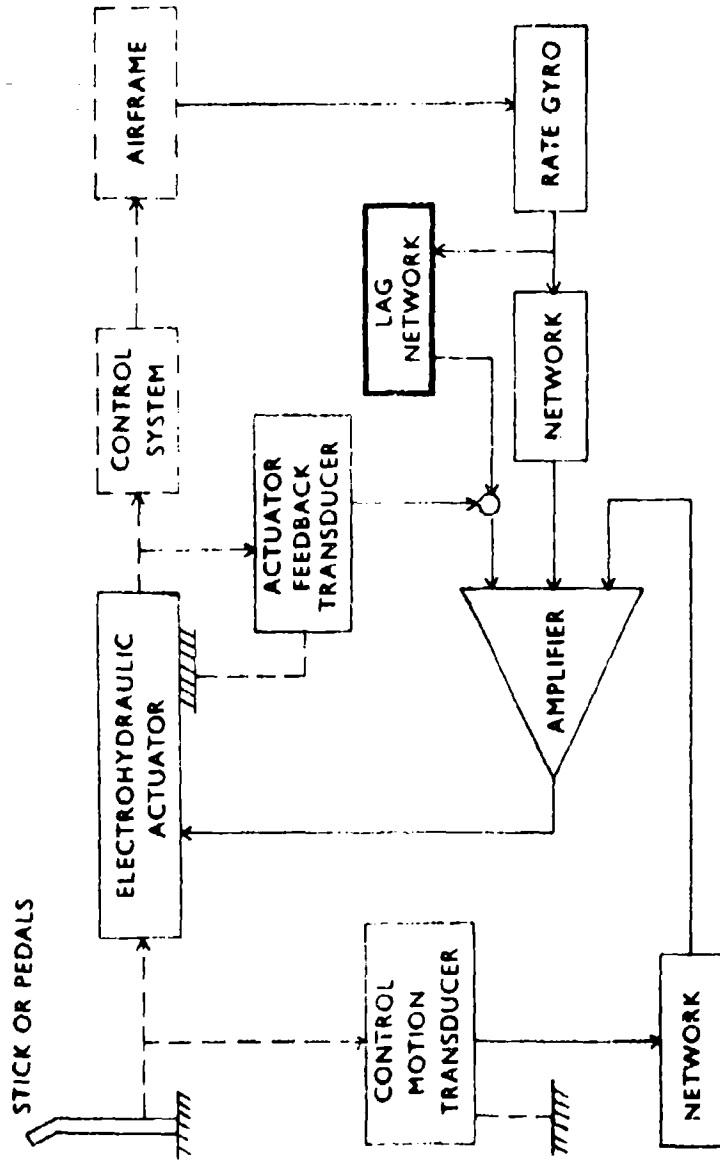 STICK OR PEDALS
ELECTROHYDRAULIC
ACTUATOR
CONTROL
SYSTEM
AIRFRAME
ACTUATOR
FEEDBACK
TRANSDUCER
LAG
NETWORK
CONTROL
MOTION
TRANSDUCER
AMPLIFIER
NETWORK
RATE GYRO
NETWORK